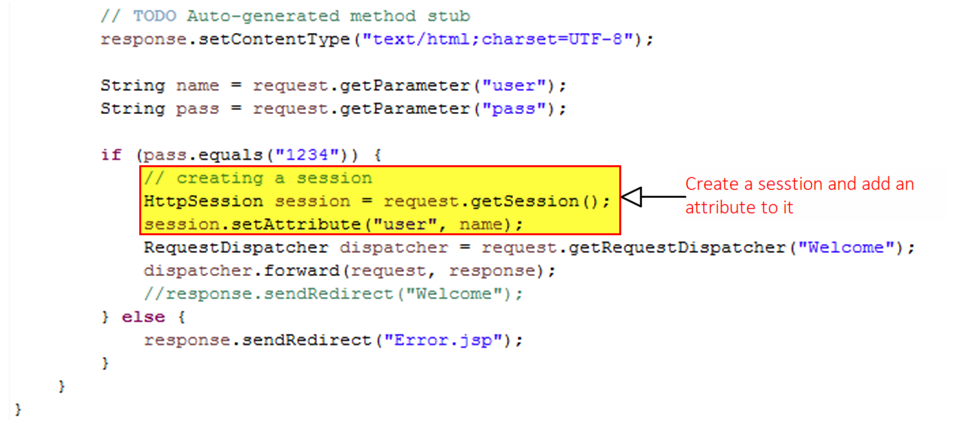 // TODO Auto-generated method stub
response.setContentType("text/html;charset=UTF-8");
String name = request.getParameter("user");
String pass = request.getParameter("pass");
if (pass.equals("1234")) {
// creating a session
HttpSession session = request.getSession();
session.setAttribute("user", name);
Create a sesstion and add an
attribute to it
RequestDispatcher dispatcher = request.getRequestDispatcher("Welcome");
dispatcher.forward(request, response);
//response.sendRedirect("Welcome");
} else {
response.sendRedirect("Error.jsp");
}
}
}